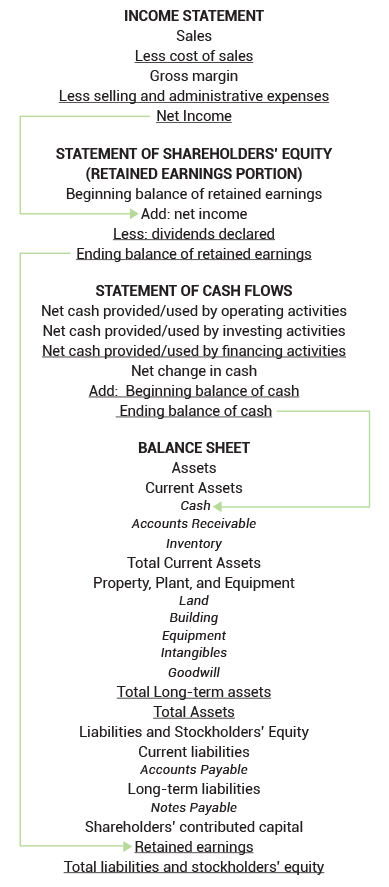 INCOME STATEMENT
Sales
Less cost of sales
Gross margin
Less selling and administrative expenses
Net Income
STATEMENT OF SHAREHOLDERS' EQUITY
(RETAINED EARNINGS PORTION)
Beginning balance of retained earnings
Add: net income
Less: dividends declared
Ending balance of retained earnings
STATEMENT OF CASH FLOWS
Net cash provided/used by operating activities
Net cash provided/used by investing activities
Net cash provided/used by financing activities
Net change in cash
Add: Beginning balance of cash
Ending balance of cash
BALANCE SHEET
Assets
Current Assets
Cash
Accounts Receivable
Inventory
Total Current Assets
Property, Plant, and Equipment
Land
Building
Equipment
Intangibles
Goodwill
Total Long-term assets
Total Assets
Liabilities and Stockholders' Equity
Current liabilities
Accounts Payable
Long-term liabilities
Notes Payable
Shareholders' contributed capital
Retained earnings
Total liabilities and stockholders' equity